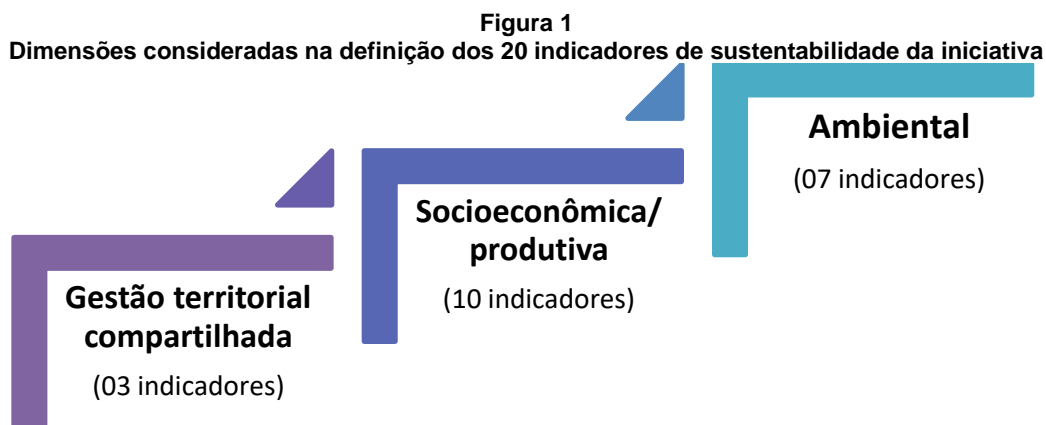 Figura 1
Dimensões consideradas na definição dos 20 indicadores de sustentabilidade da iniciativa
Gestão territorial
compartilhada
(03 indicadores)
Socioeconômica/
produtiva
(10 indicadores)
Ambiental
(07 indicadores)